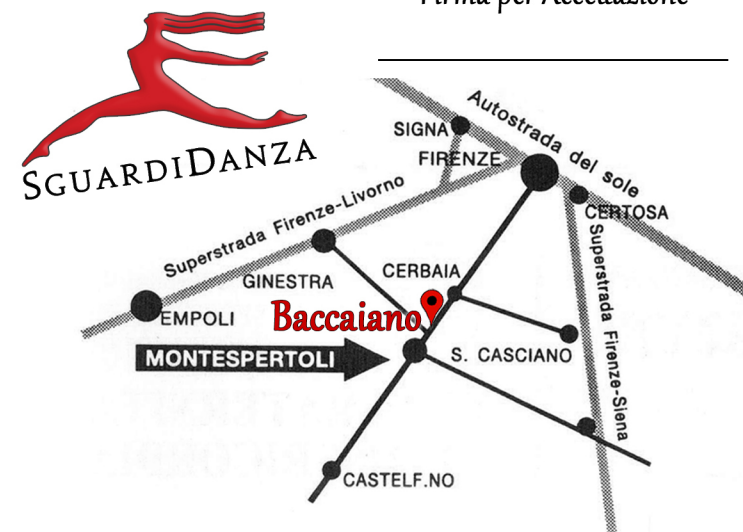 Firma per Accettazione
SGUARDIDANZA
Autostrada del sole
SIGNA
FIRENZE
CERTOSA
Superstrada Firenze-Livorno
Superstrada Firenze-Siena
CERBAIA
GINESTRA
Baccaiano
EMPOLI
S. CASCIANO
MONTESPERTOLI
CASTELF.NO